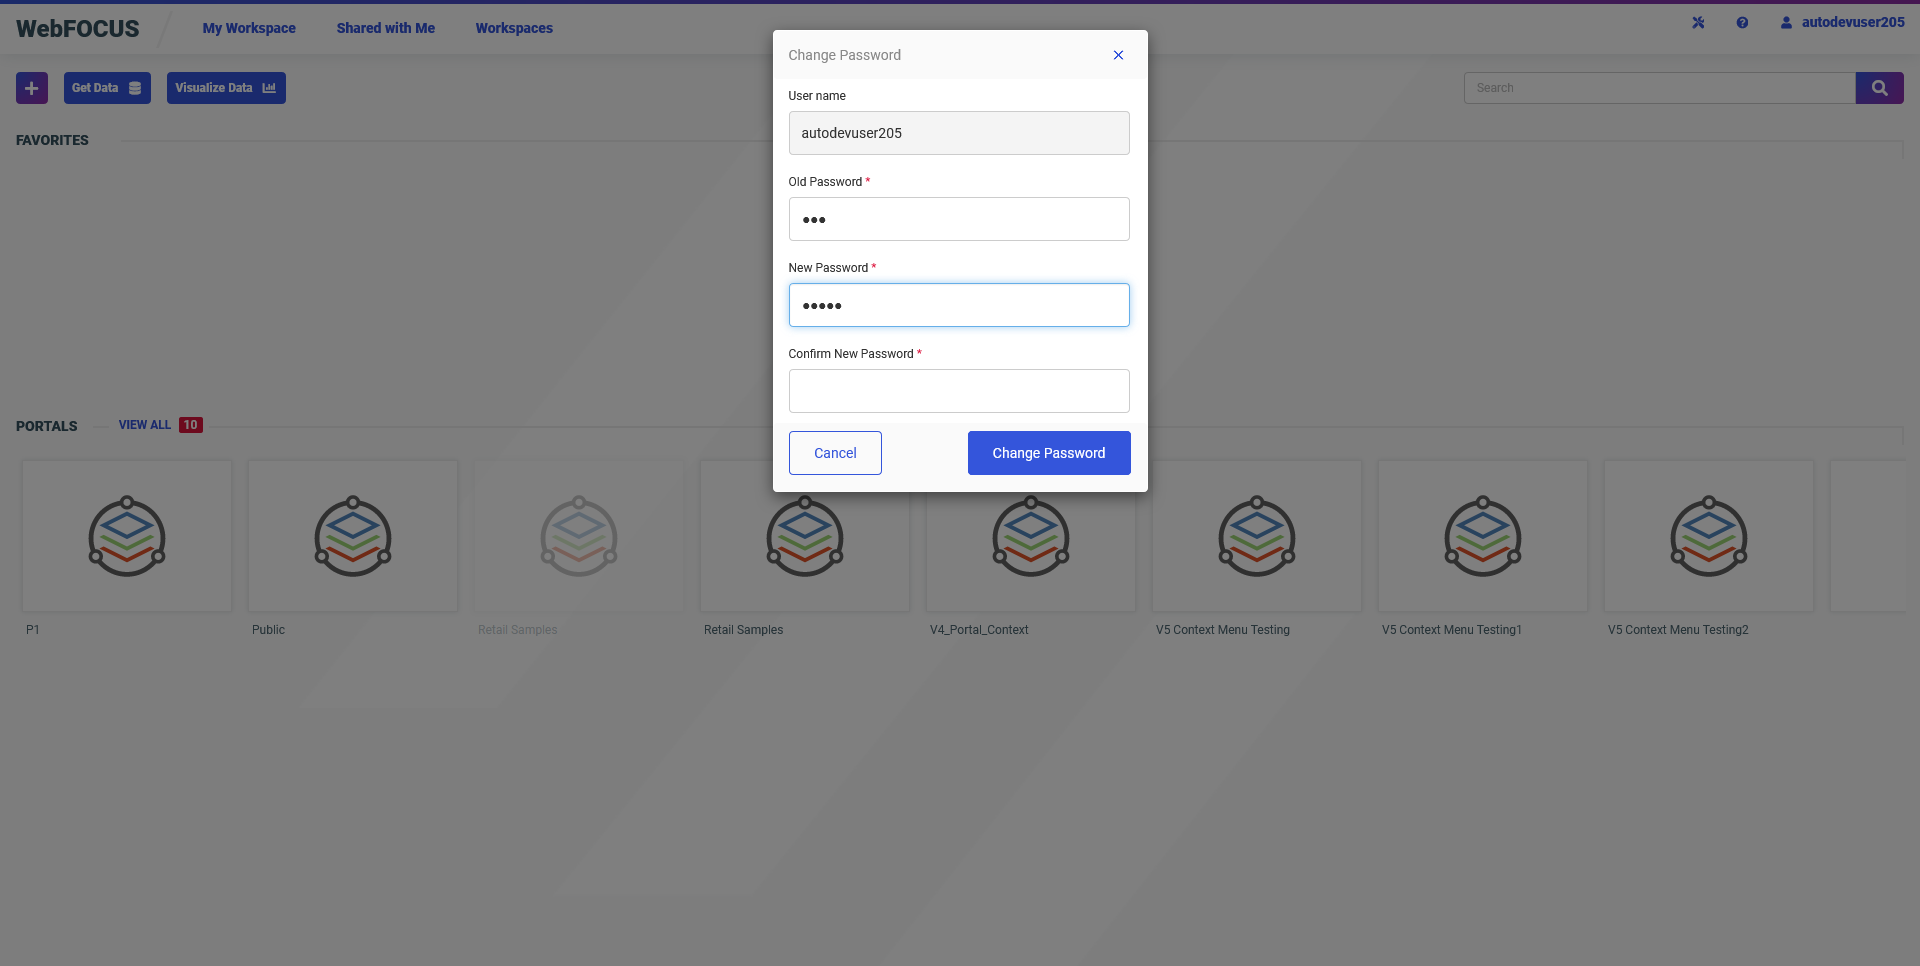 WebFOCUS
My Workspace
Shared with Me
Workspaces
autodevuser205
Get Data
Visualize Data
Search
FAVORITES
Change Password
User name
autodevuser205
Old Password *
•••
New Password *
•••••
Confirm New Password *
Cancel
Change Password
PORTALS
VIEW ALL 10
P1
Public
Retail Samples
Retail Samples
V4_Portal_Context
V5 Context Menu Testing
V5 Context Menu Testing1
V5 Context Menu Testing2